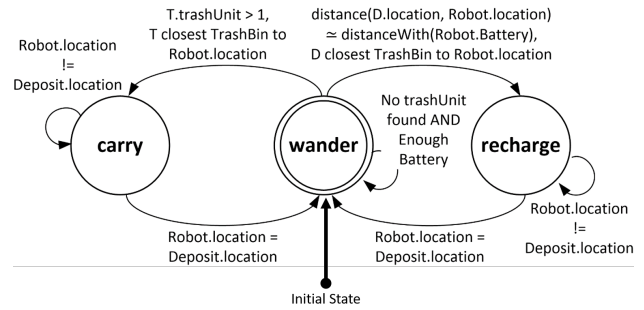 T.trashUnit > 1,
T closest TrashBin to
Robot.location
distance(D.location, Robot.location)
≃ distanceWith(Robot.Battery),
D closest TrashBin to Robot.location
Robot.location
!=
Deposit.location
No trashUnit
found AND
Enough
Battery
carry
wander
recharge
Robot.location
!=
Deposit.location
Robot.location =
Deposit.location
Robot.location =
Deposit.location
Initial State